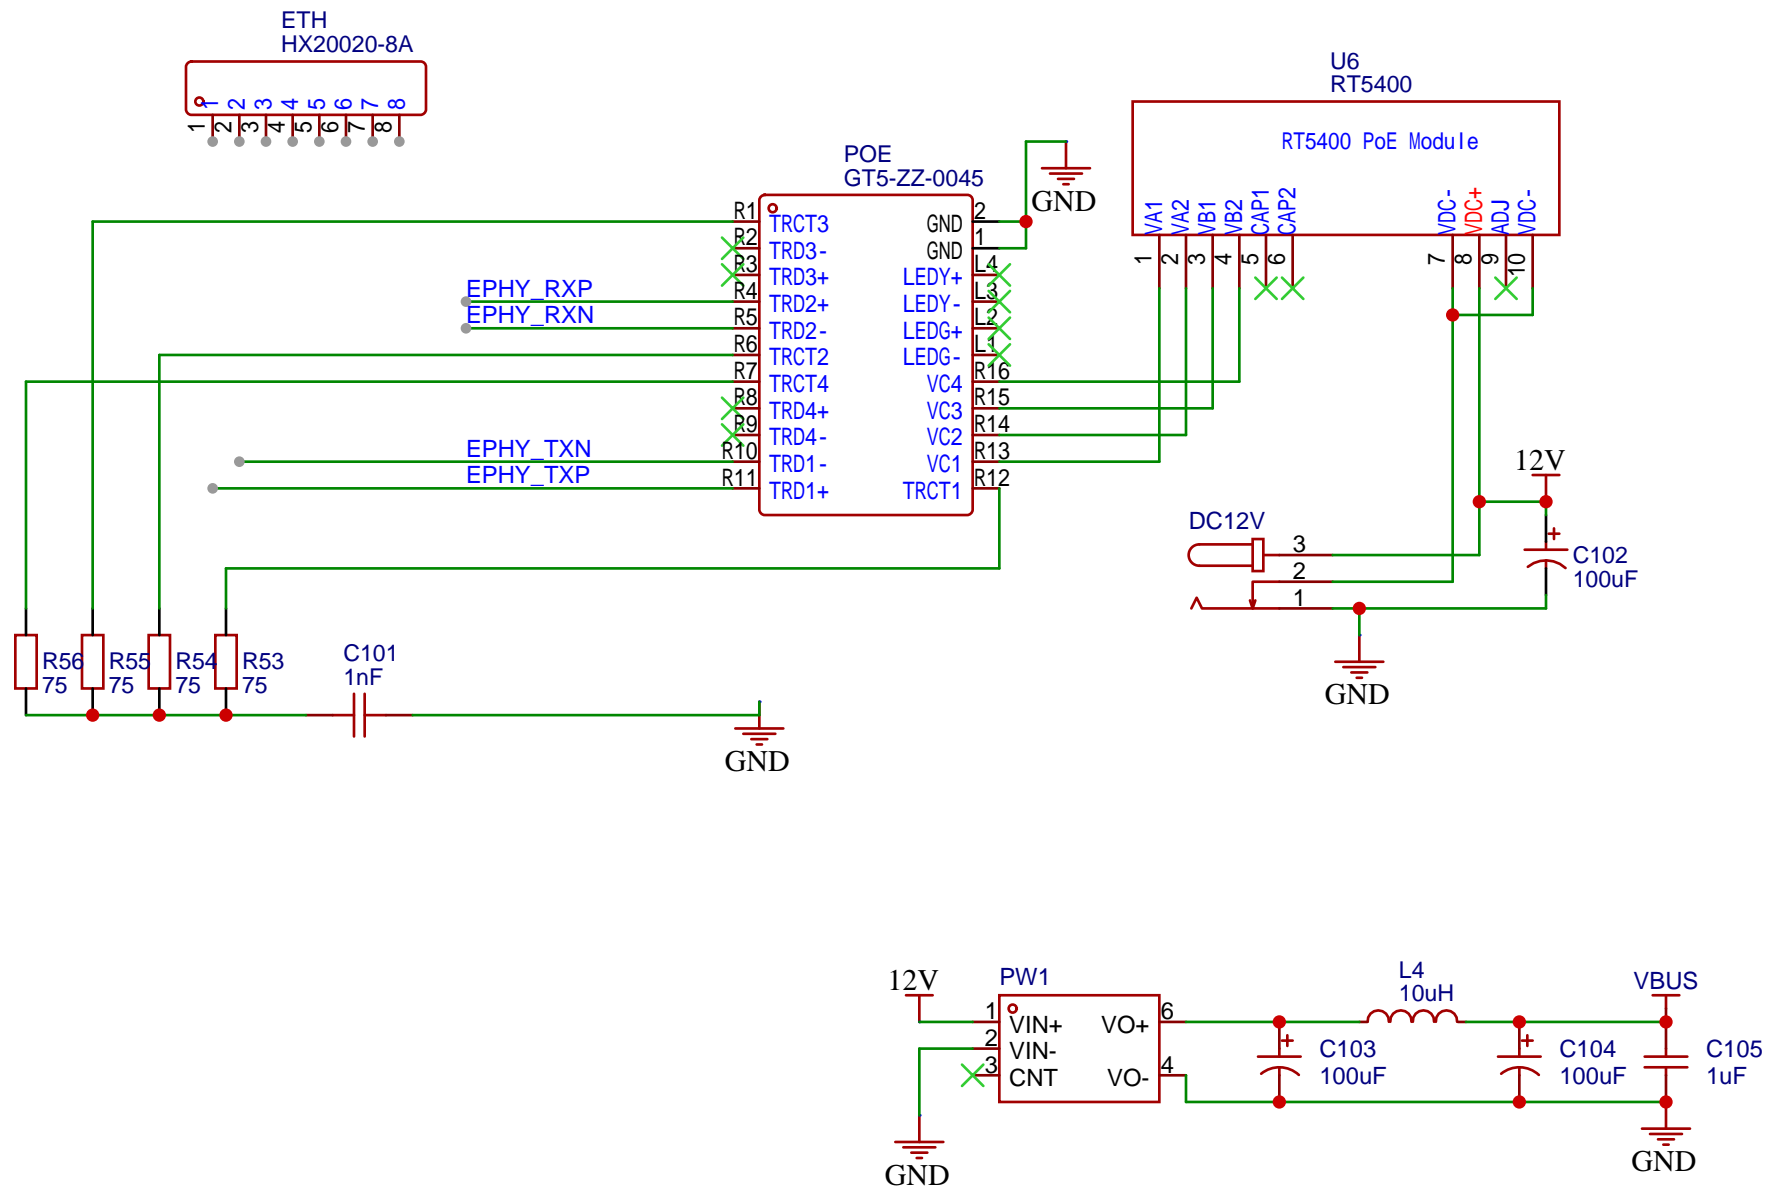 ETH
HX20020-8A
1 2 3 4 5 6 7 8
1 2 3 4 5 6 7 8
U6
RT5400
RT5400 PoE Module
VA1 VA2 VB1 VB2 CAP1 CAP2 VDC- VDC+ ADJ VDC-
1 2 3 4 5 6 7 8 9 10
POE
GT5-ZZ-0045
GND
R1 TRCT3 GND 2
R2 TRD3- GND 1
R3 TRD3+ LEDY+ L4
EPHY_RXP R4 TRD2+ LEDY- L3
EPHY_RXN R5 TRD2- LEDG+ L2
R6 TRCT2 LEDG- L1
R7 TRCT4 VC4 R16
R8 TRD4+ VC3 R15
R9 TRD4- VC2 R14
EPHY_TXN R10 TRD1- VC1 R13
EPHY_TXP R11 TRD1+ TRCT1 R12
12V
DC12V
3
2
1
+
C102
100uF
GND
R56
75
R55
75
R54
75
R53
75
C101
1nF
GND
12V
PW1
1 VIN+ VO+ 6
2 VIN-
3 CNT VO- 4
GND
L4
10uH
VBUS
+
C103
100uF
+
C104
100uF
C105
1uF
GND